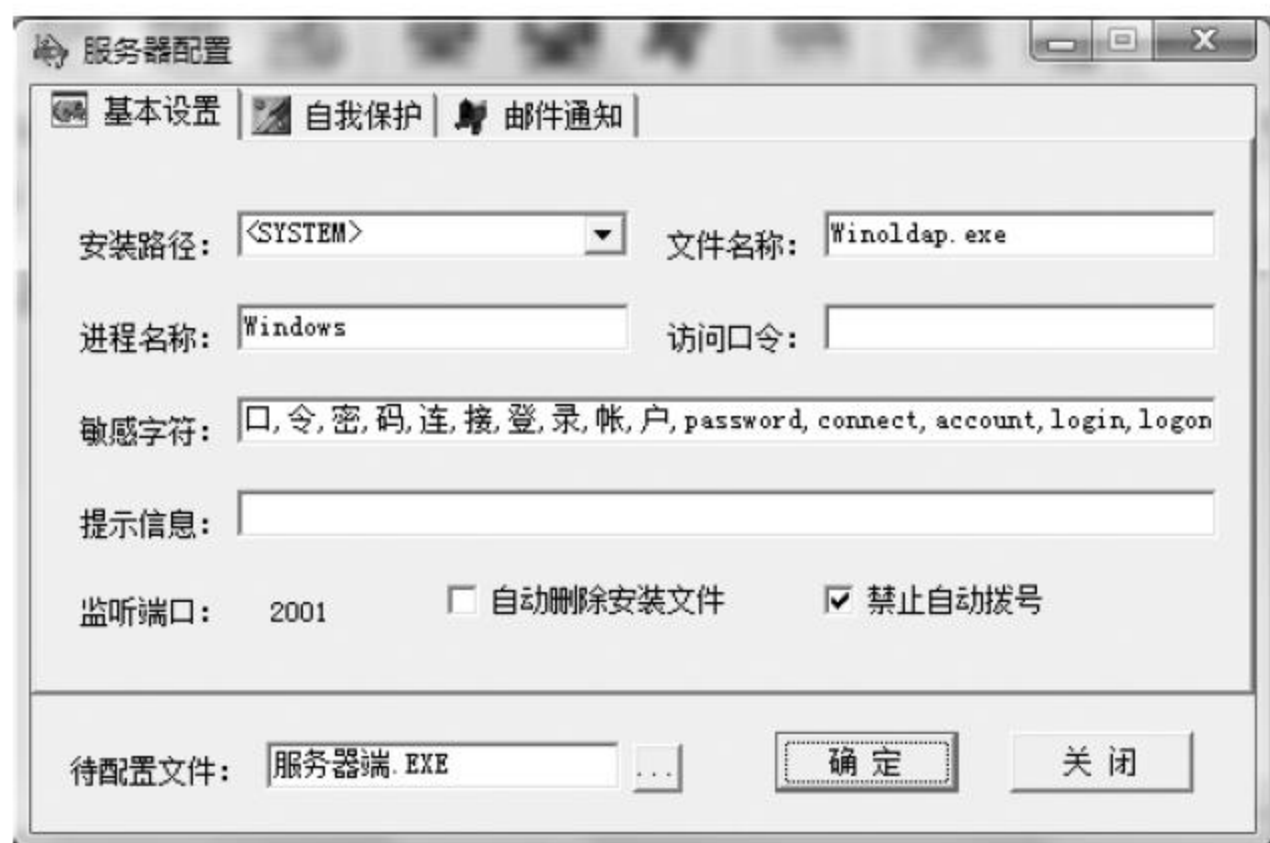 服务器配置
基本设置 自我保护 邮件通知
安装路径: <SYSTEM> 文件名称: Winoldap.exe
进程名称: Windows 访问口令:
敏感字符: 口,令,密,码,连,接,登,录,帐,户,password,connect,account,login,logon
提示信息:
监听端口: 2001 自动删除安装文件 禁止自动拨号
待配置文件: 服务器端.EXE ... 确定 关闭